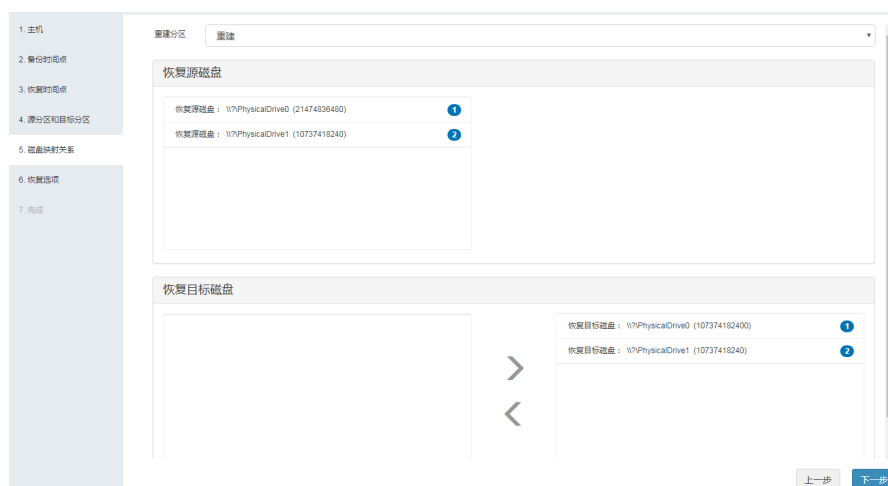 1. 主机
2. 备份时间点
3. 恢复时间点
4. 源分区和目标分区
5. 磁盘映射关系
6. 恢复选项
7. 完成
重建分区 重建
恢复源磁盘
恢复源磁盘： \\?\PhysicalDrive0 (21474836480) 1
恢复源磁盘： \\?\PhysicalDrive1 (10737418240) 2
恢复目标磁盘
恢复目标磁盘： \\?\PhysicalDrive0 (107374182400) 1
恢复目标磁盘： \\?\PhysicalDrive1 (10737418240) 2
上一步 下一步